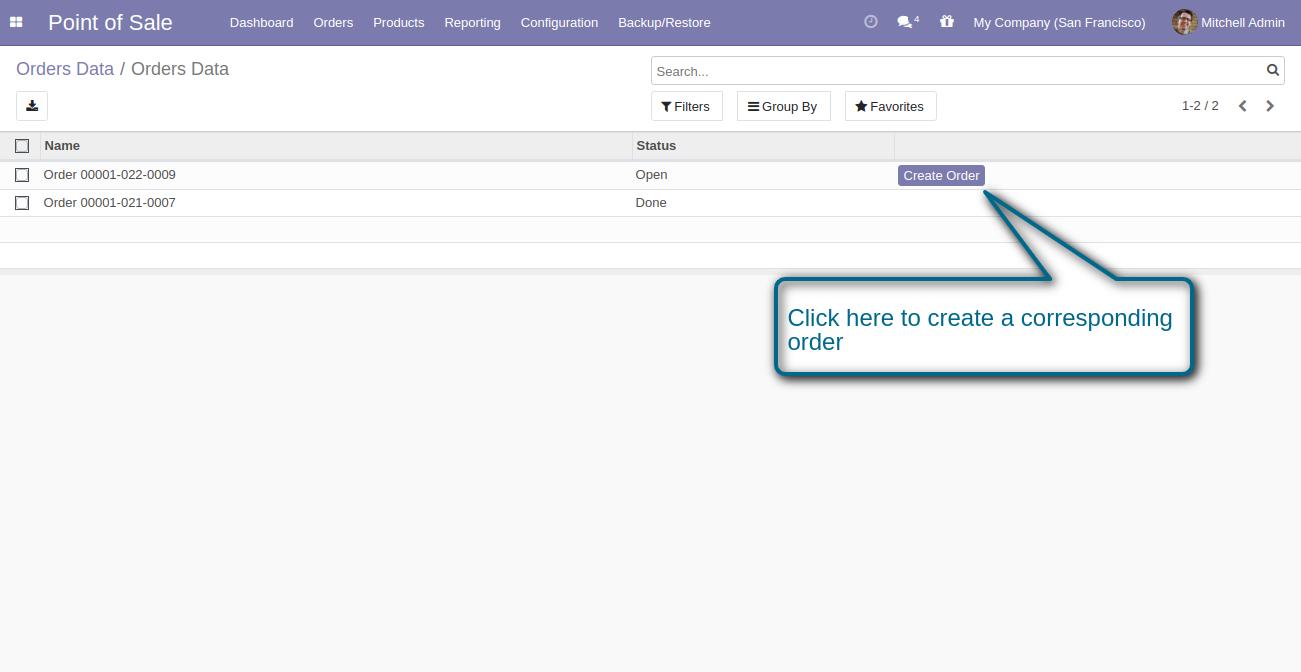 Point of Sale Dashboard Orders Products Reporting Configuration Backup/Restore 4 My Company (San Francisco) Mitchell Admin
Orders Data / Orders Data
Search...
Filters Group By Favorites 1-2 / 2
Name Status
Order 00001-022-0009 Open Create Order
Order 00001-021-0007 Done
Click here to create a corresponding
order